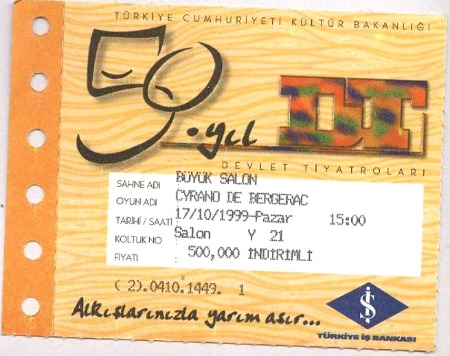 TÜRKİYE CUMHURİYETİ KÜLTÜR BAKANLIĞI
50.yıl
DT
DEVLET TİYATROLARI
SAHNE ADI BÜYÜK SALON
OYUN ADI CYRANO DE BERGERAC
TARİHİ / SAATİ 17/10/1999-Pazar 15:00
KOLTUK NO Salon Y 21
FİYATI 500,000 İNDİRİMLİ
( 2).0410.1449. 1
Alkışlarınızla yarım asır...
İŞ
TÜRKİYE İŞ BANKASI